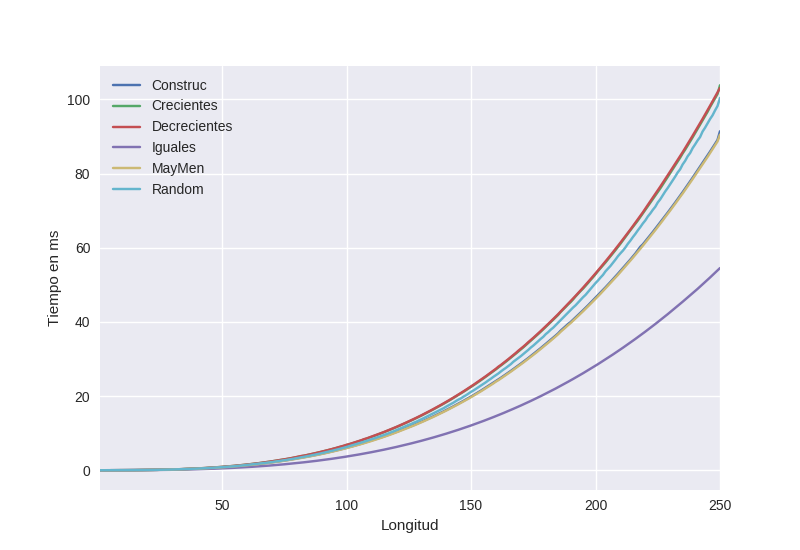 Construc
Crecientes
Decrecientes
Iguales
MayMen
Random
100
80
60
40
20
0
Tiempo en ms
50 100 150 200 250
Longitud